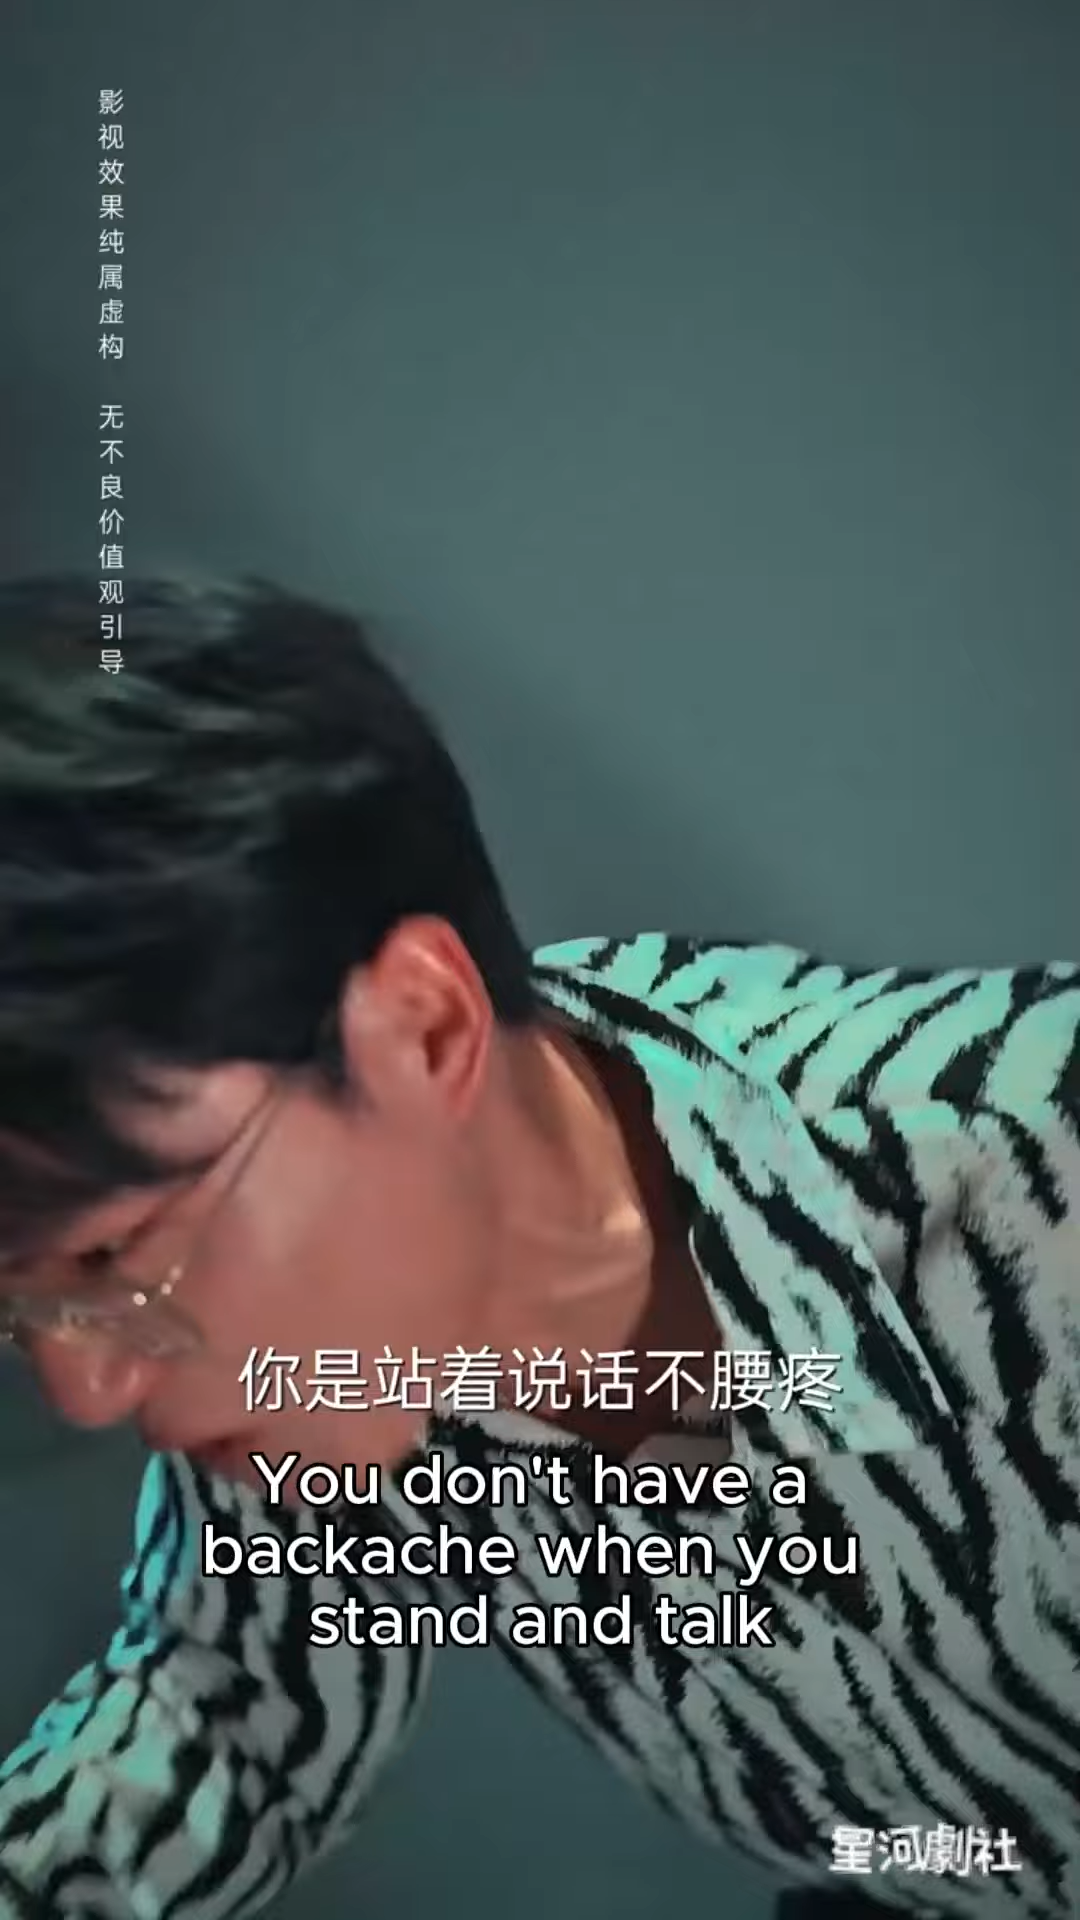 影视效果纯属虚构 无不良价值观引导
你是站着说话不腰疼
You don't have a
backache when you
stand and talk
星河劇社